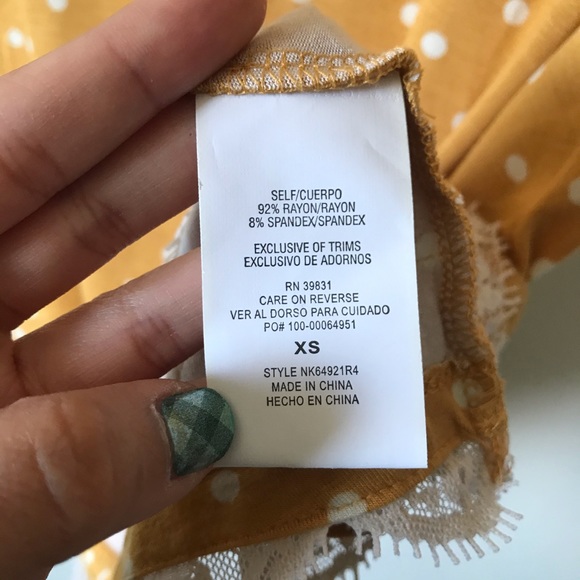 SELF/CUERPO
92% RAYON/RAYON
8% SPANDEX/SPANDEX
EXCLUSIVE OF TRIMS
EXCLUSIVO DE ADORNOS
RN 39831
CARE ON REVERSE
VER AL DORSO PARA CUIDADO
PO# 100-00064951
XS
STYLE NK64921R4
MADE IN CHINA
HECHO EN CHINA